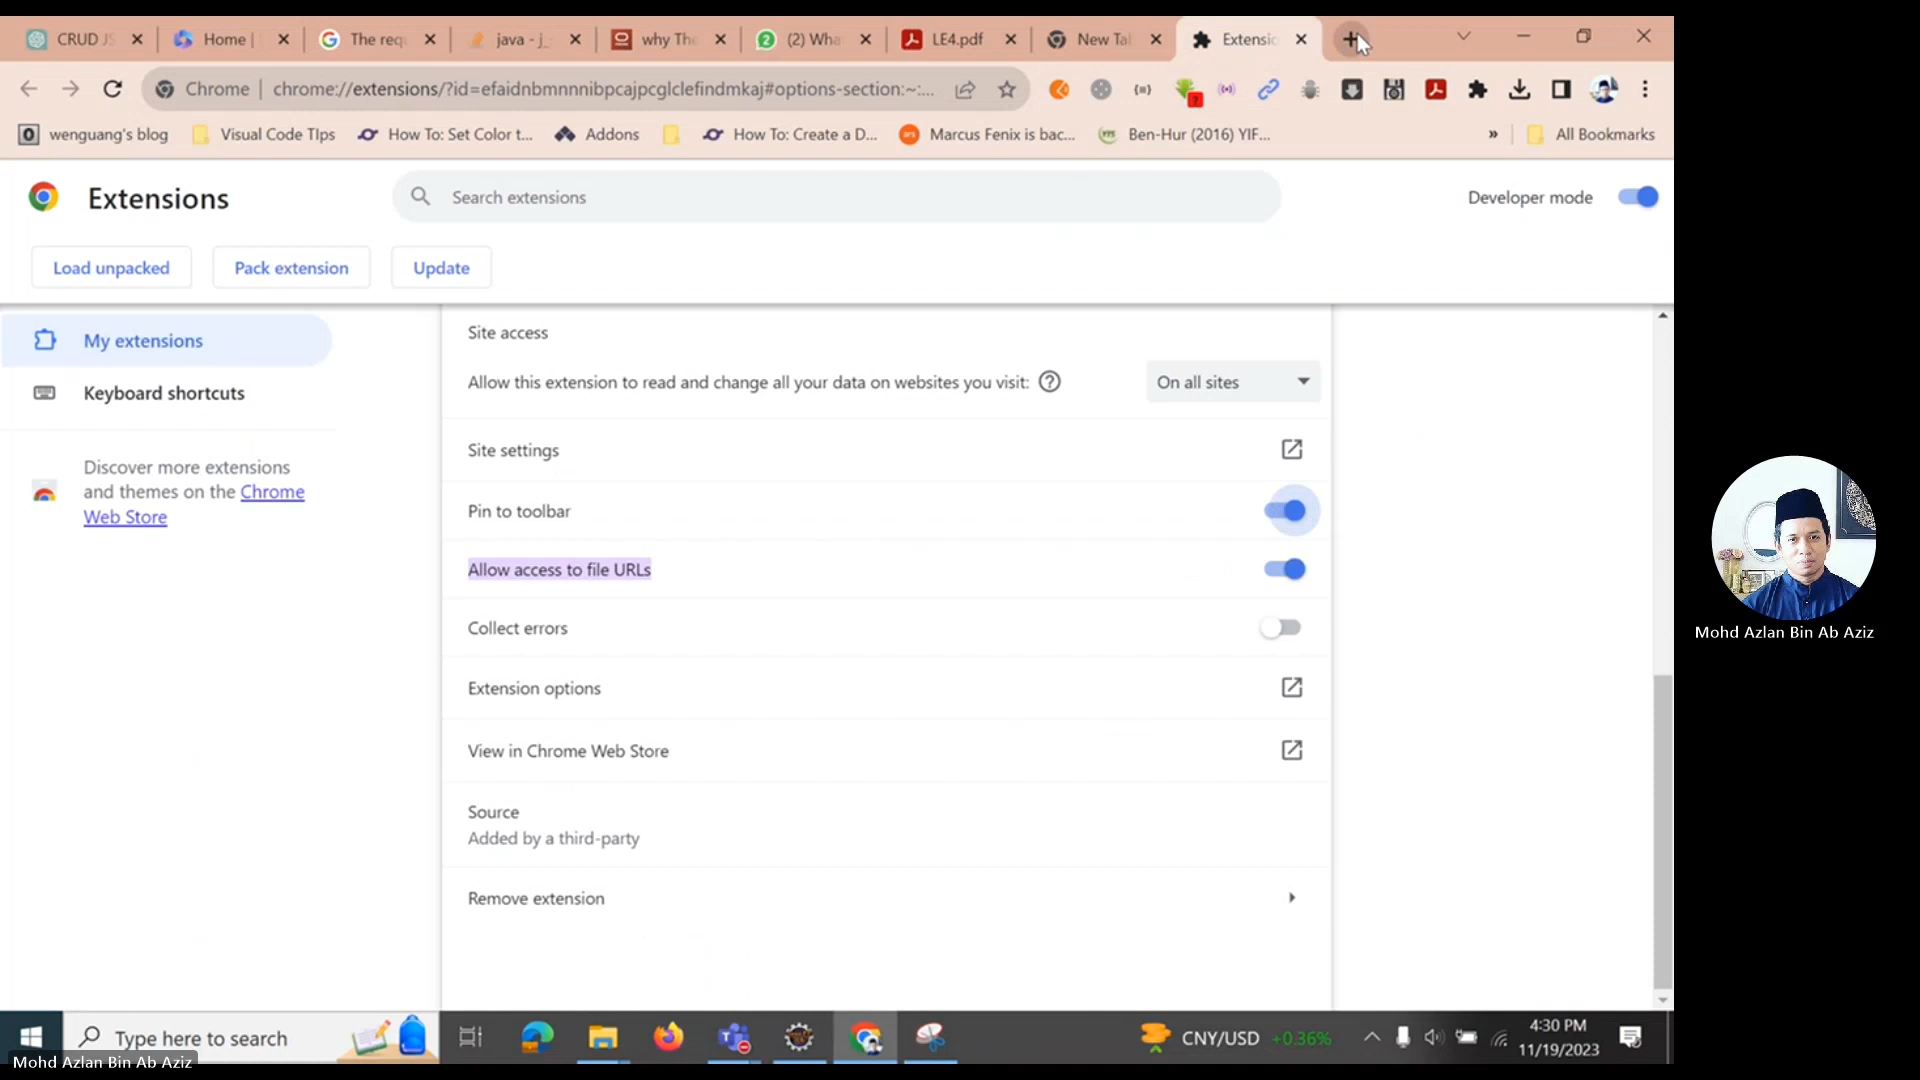 CRUD JS
Home |
The req
java - j_
why The
(2) Wha
LE4.pdf
New Tal
Extensio
Chrome
chrome://extensions/?id=efaidnbmnnnibpcajpcglclefindmkaj#options-section:~:...
wenguang's blog
Visual Code TIps
How To: Set Color t...
Addons
How To: Create a D...
Marcus Fenix is bac...
Ben-Hur (2016) YIF...
»
All Bookmarks
Extensions
Search extensions
Developer mode
Load unpacked
Pack extension
Update
My extensions
Keyboard shortcuts
Discover more extensions
and themes on the Chrome
Web Store
Site access
Allow this extension to read and change all your data on websites you visit:
On all sites
Site settings
Pin to toolbar
Allow access to file URLs
Collect errors
Extension options
View in Chrome Web Store
Source
Added by a third-party
Remove extension
Mohd Azlan Bin Ab Aziz
Type here to search
CNY/USD +0.36%
4:30 PM
11/19/2023
Mohd Azlan Bin Ab Aziz